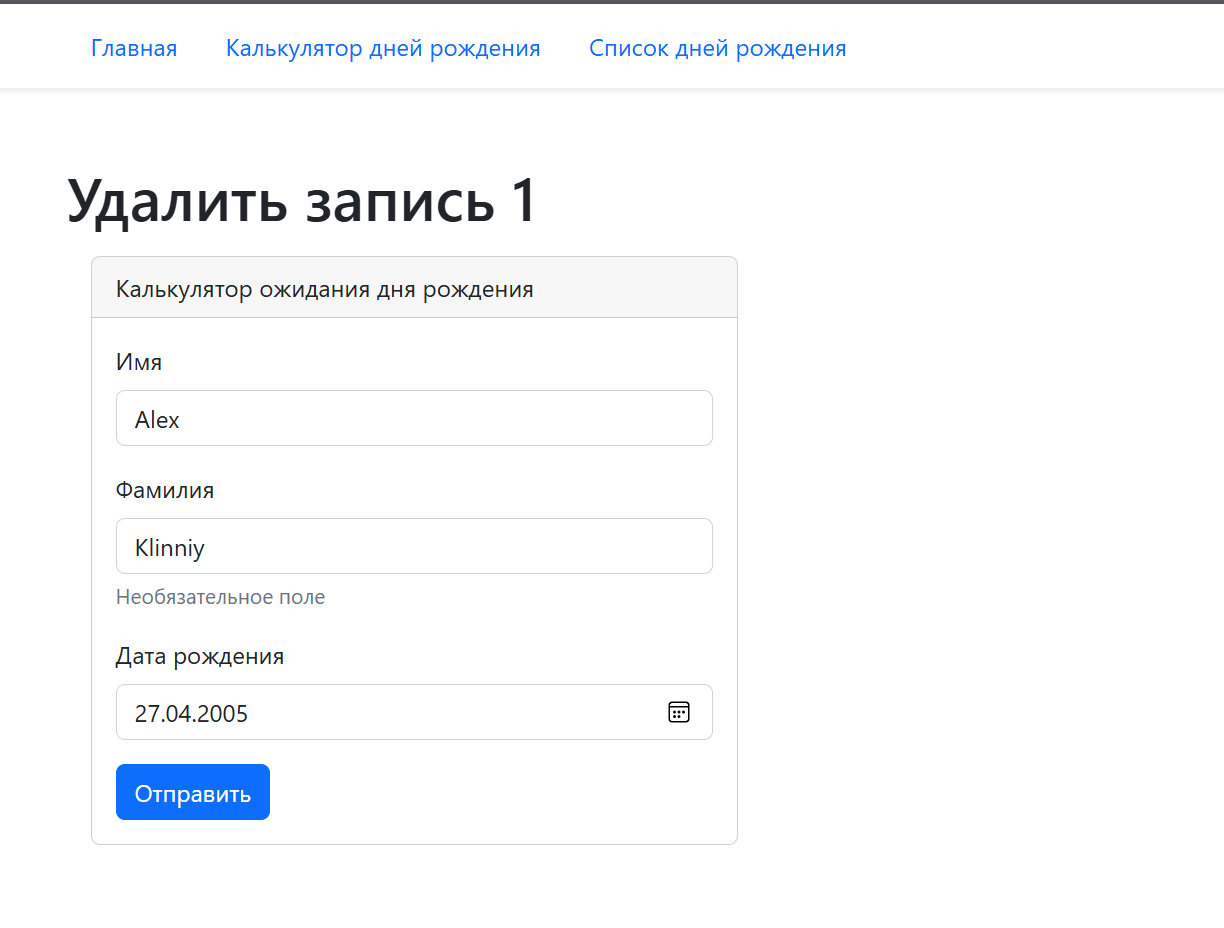 Главная Калькулятор дней рождения Список дней рождения
Удалить запись 1
Калькулятор ожидания дня рождения
Имя
Alex
Фамилия
Klinniy
Необязательное поле
Дата рождения
27.04.2005
Отправить